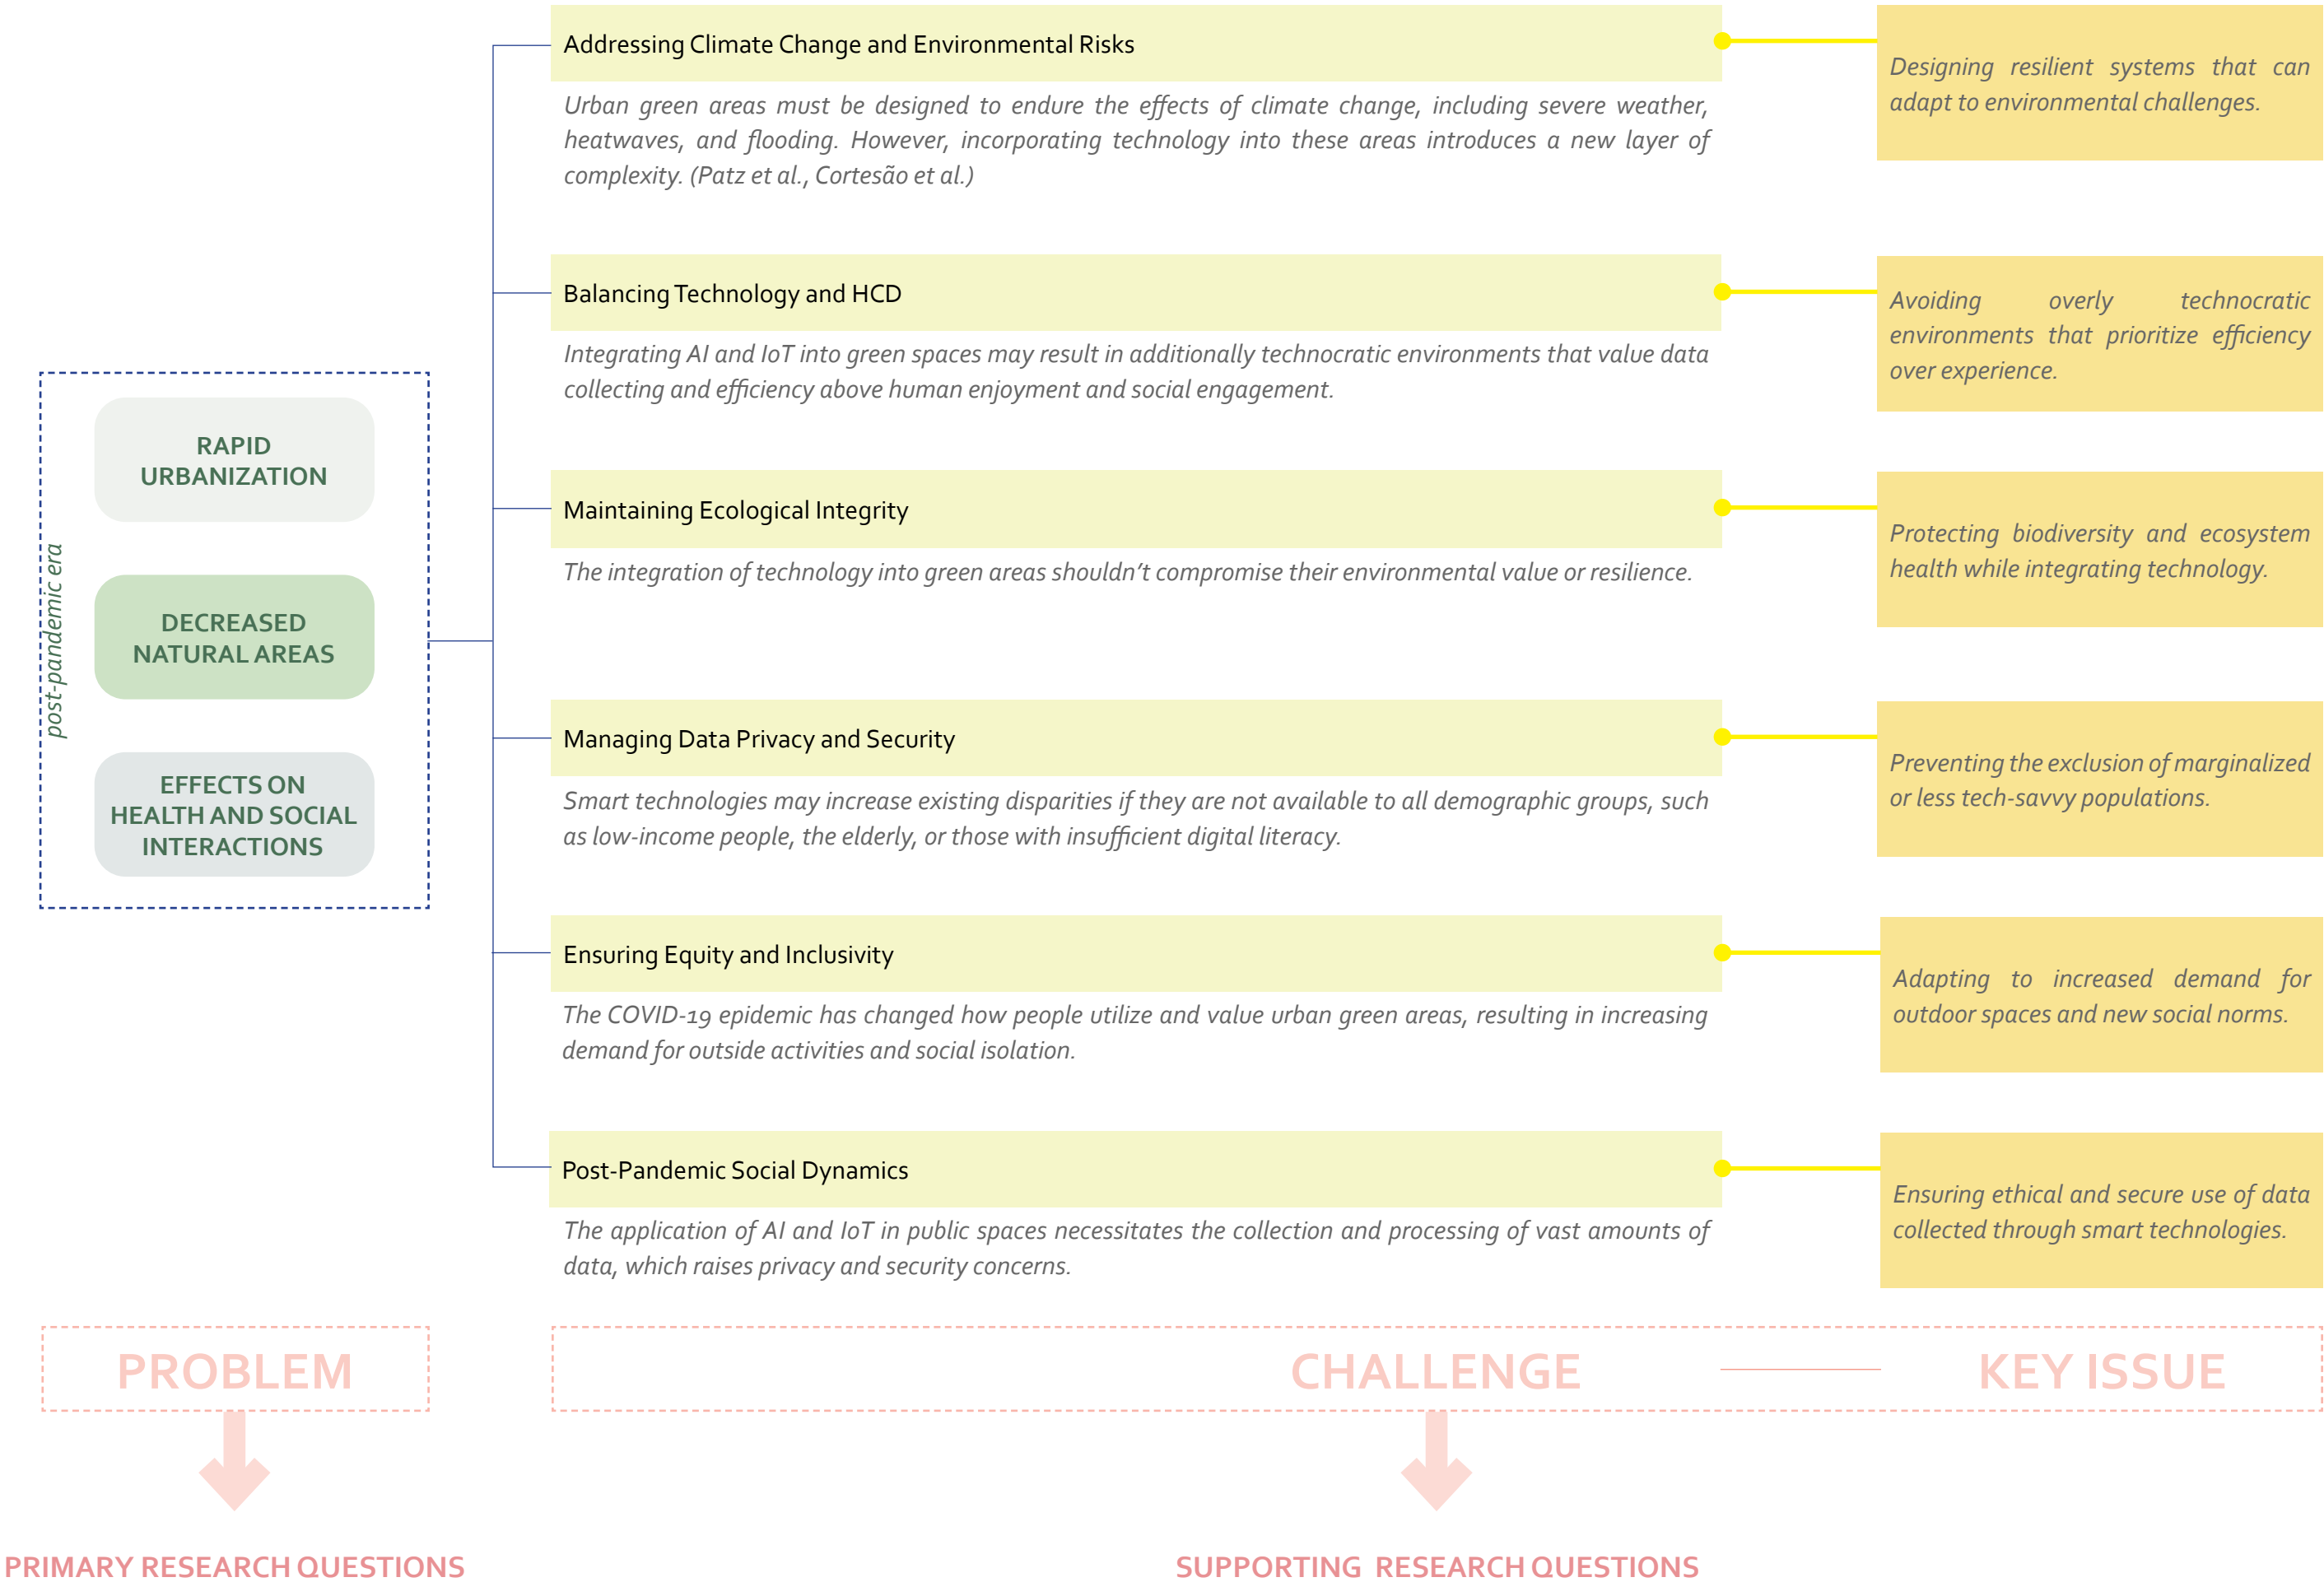 post-pandemic era
RAPID
URBANIZATION
DECREASED
NATURAL AREAS
EFFECTS ON
HEALTH AND SOCIAL
INTERACTIONS
Addressing Climate Change and Environmental Risks
Urban green areas must be designed to endure the effects of climate change, including severe weather,
heatwaves, and flooding. However, incorporating technology into these areas introduces a new layer of
complexity. (Patz et al., Cortesão et al.)
Designing resilient systems that can
adapt to environmental challenges.
Balancing Technology and HCD
Integrating AI and IoT into green spaces may result in additionally technocratic environments that value data
collecting and efficiency above human enjoyment and social engagement.
Avoiding overly technocratic
environments that prioritize efficiency
over experience.
Maintaining Ecological Integrity
The integration of technology into green areas shouldn't compromise their environmental value or resilience.
Protecting biodiversity and ecosystem
health while integrating technology.
Managing Data Privacy and Security
Smart technologies may increase existing disparities if they are not available to all demographic groups, such
as low-income people, the elderly, or those with insufficient digital literacy.
Preventing the exclusion of marginalized
or less tech-savvy populations.
Ensuring Equity and Inclusivity
The COVID-19 epidemic has changed how people utilize and value urban green areas, resulting in increasing
demand for outside activities and social isolation.
Adapting to increased demand for
outdoor spaces and new social norms.
Post-Pandemic Social Dynamics
The application of AI and IoT in public spaces necessitates the collection and processing of vast amounts of
data, which raises privacy and security concerns.
Ensuring ethical and secure use of data
collected through smart technologies.
PROBLEM
CHALLENGE
KEY ISSUE
PRIMARY RESEARCH QUESTIONS
SUPPORTING RESEARCH QUESTIONS